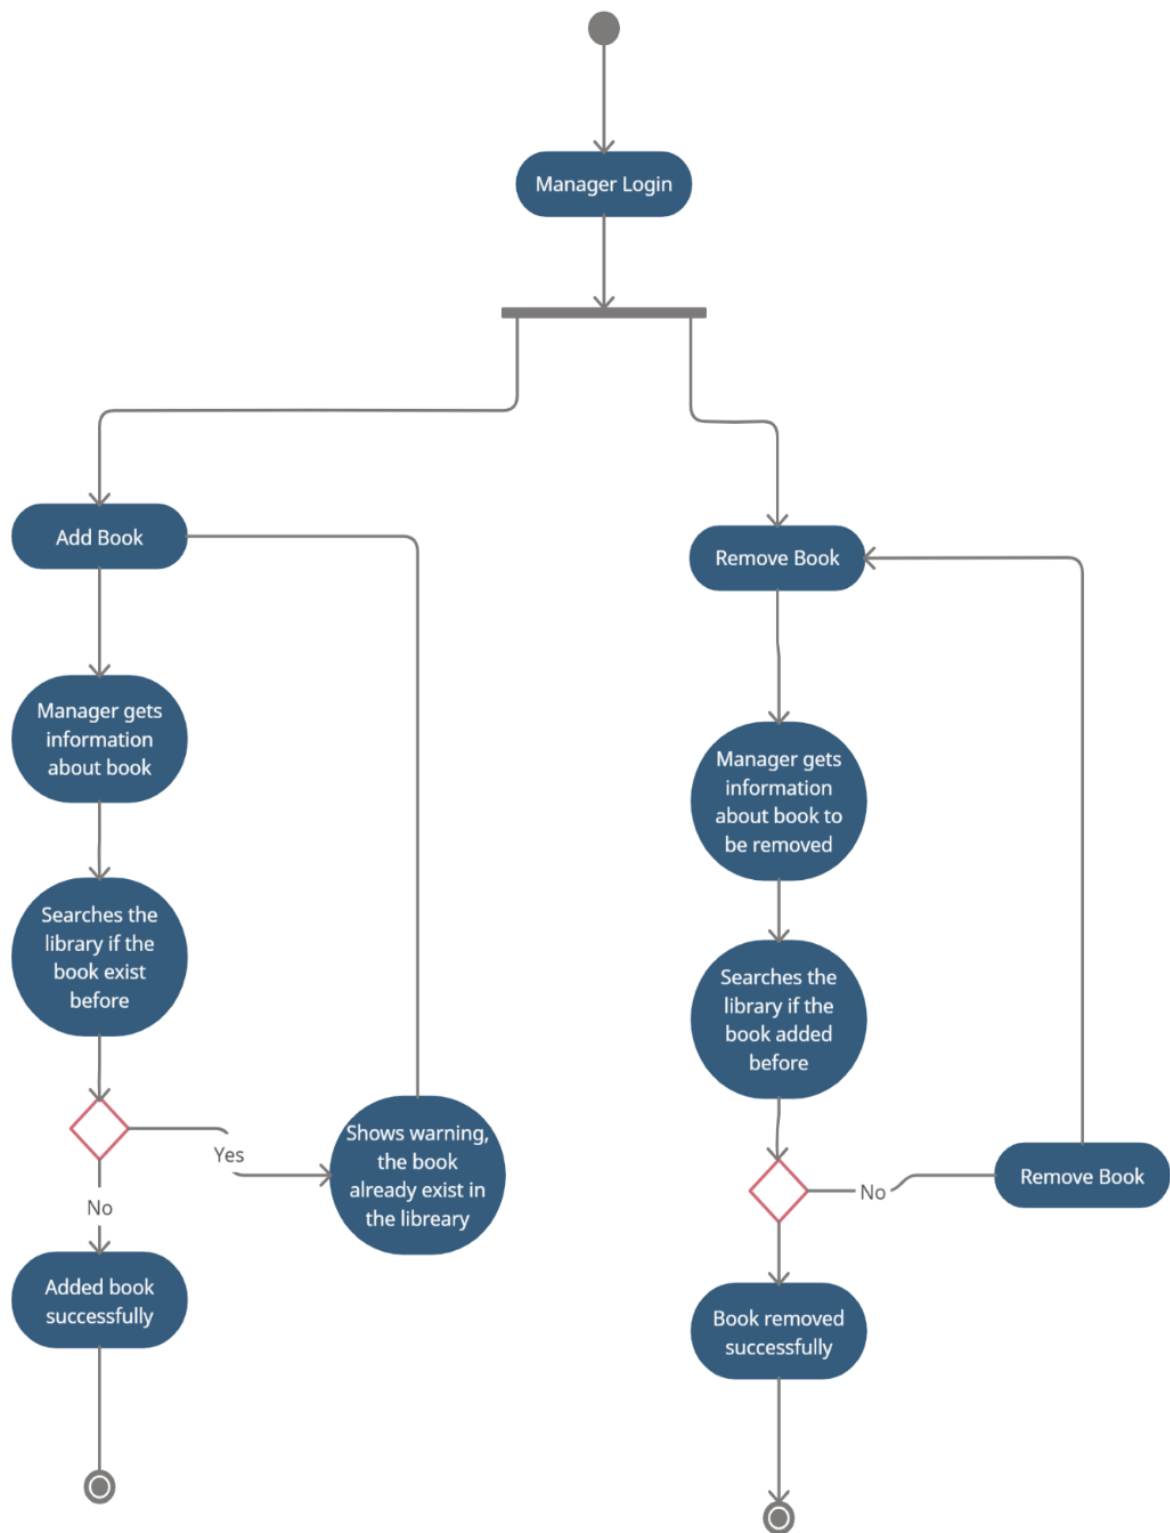 Manager Login
Add Book
Manager gets
information
about book
Searches the
library if the
book exist
before
Yes
No
Shows warning,
the book
already exist in
the libreary
Added book
successfully
Remove Book
Manager gets
information
about book to
be removed
Searches the
library if the
book added
before
No
Remove Book
Book removed
successfully